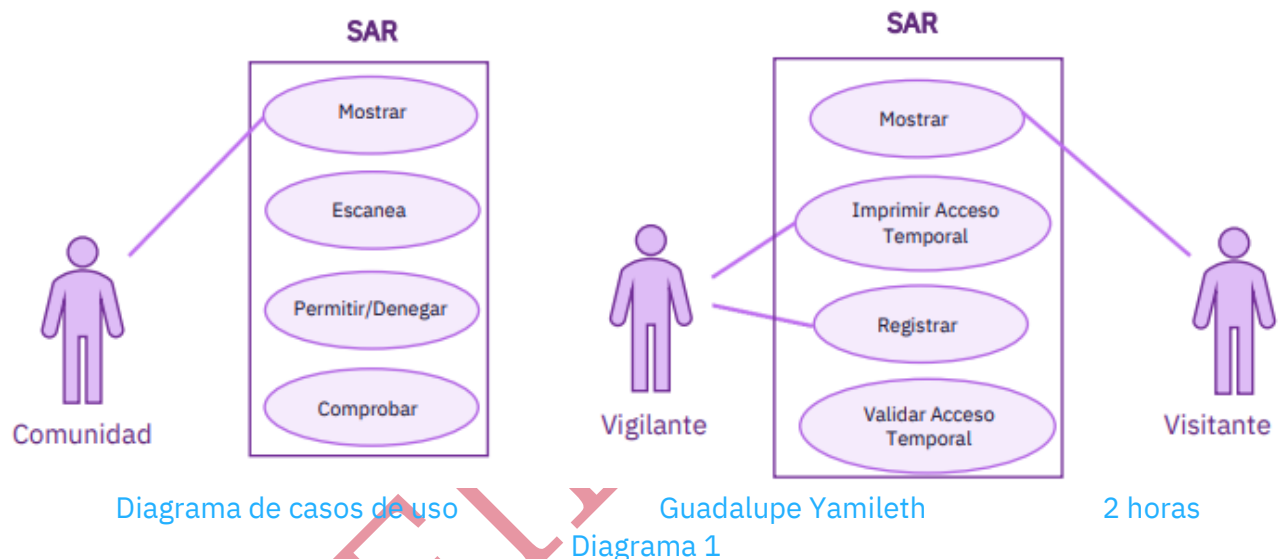 SAR
Mostrar
Escanea
Permitir/Denegar
Comprobar
Comunidad
SAR
Mostrar
Imprimir Acceso
Temporal
Registrar
Validar Acceso
Temporal
Vigilante
Visitante
Diagrama de casos de uso
Guadalupe Yamileth
2 horas
Diagrama 1